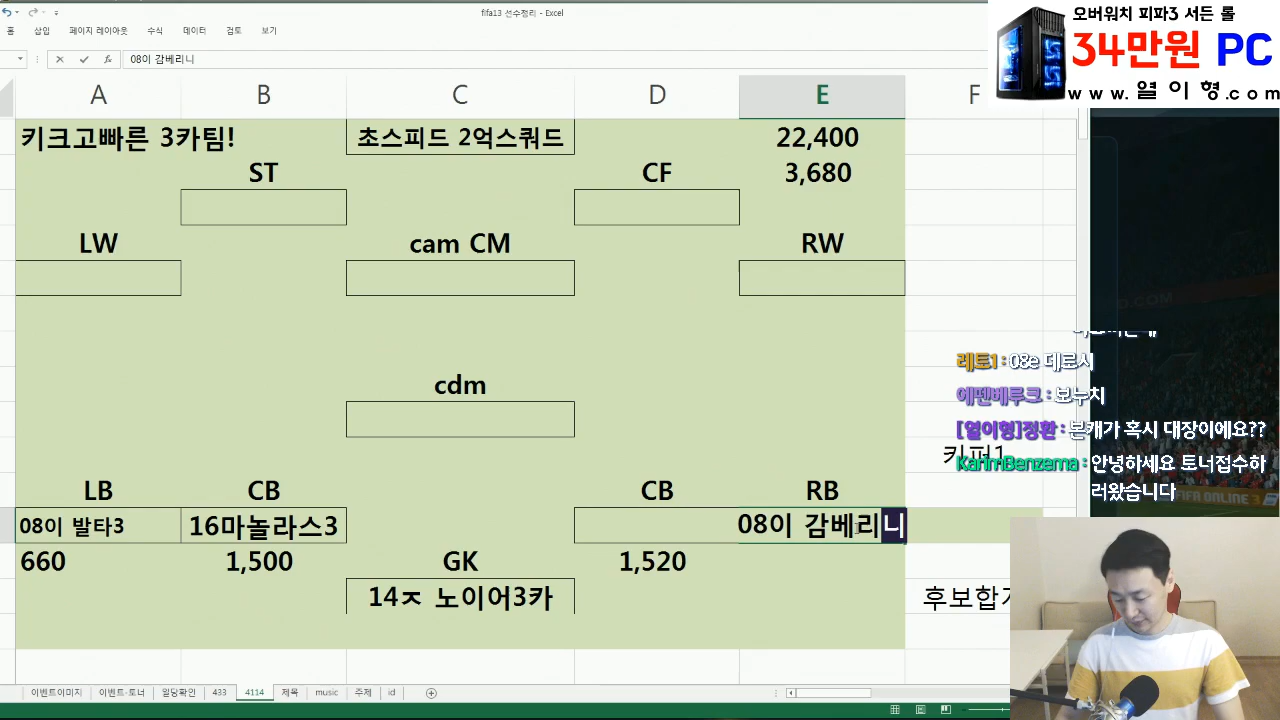 fifa13 선수정리 - Excel
홈 삽입 페이지 레이아웃 수식 데이터 검토 보기
fx 08이 감베리니
오버워치 피파3 서든 롤
34만원 PC
www.열이형.com
A B C D E F
키크고빠른 3카팀! 초스피드 2억스쿼드 22,400
ST CF 3,680
LW cam CM RW
cdm
레토1 : 08e 데로시
에펜베루크 : 보누치
[열이형]정환 : 본캐가 혹시 대장이에요??
키퍼1
KarimBenzema : 안녕하세요 토너접수하
러왔습니다
FIFA ONLINE 3
LB CB CB RB
08이 발타3 16마놀라스3 08이 감베리니
660 1,500 GK 1,520
14ㅈ 노이어3카
이벤트이미지 이벤트-토너 일당확인 433 4114 제목 music 주제 id